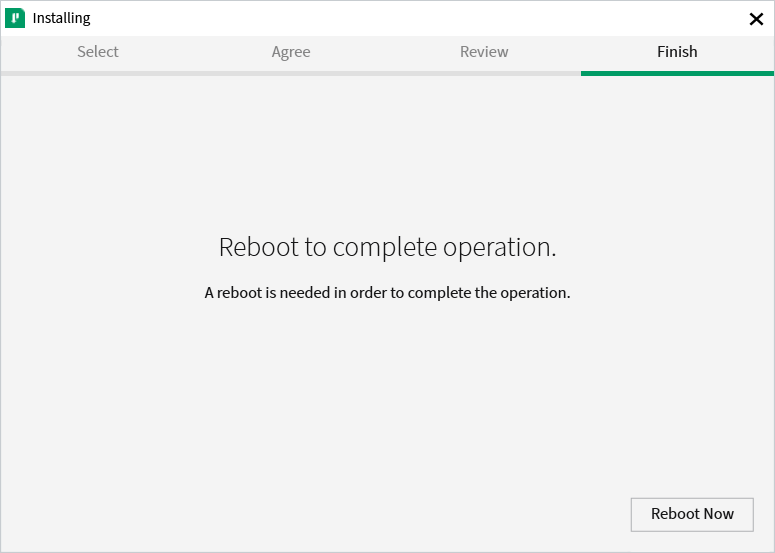 Installing
Select
Agree
Review
Finish
Reboot to complete operation.
A reboot is needed in order to complete the operation.
Reboot Now